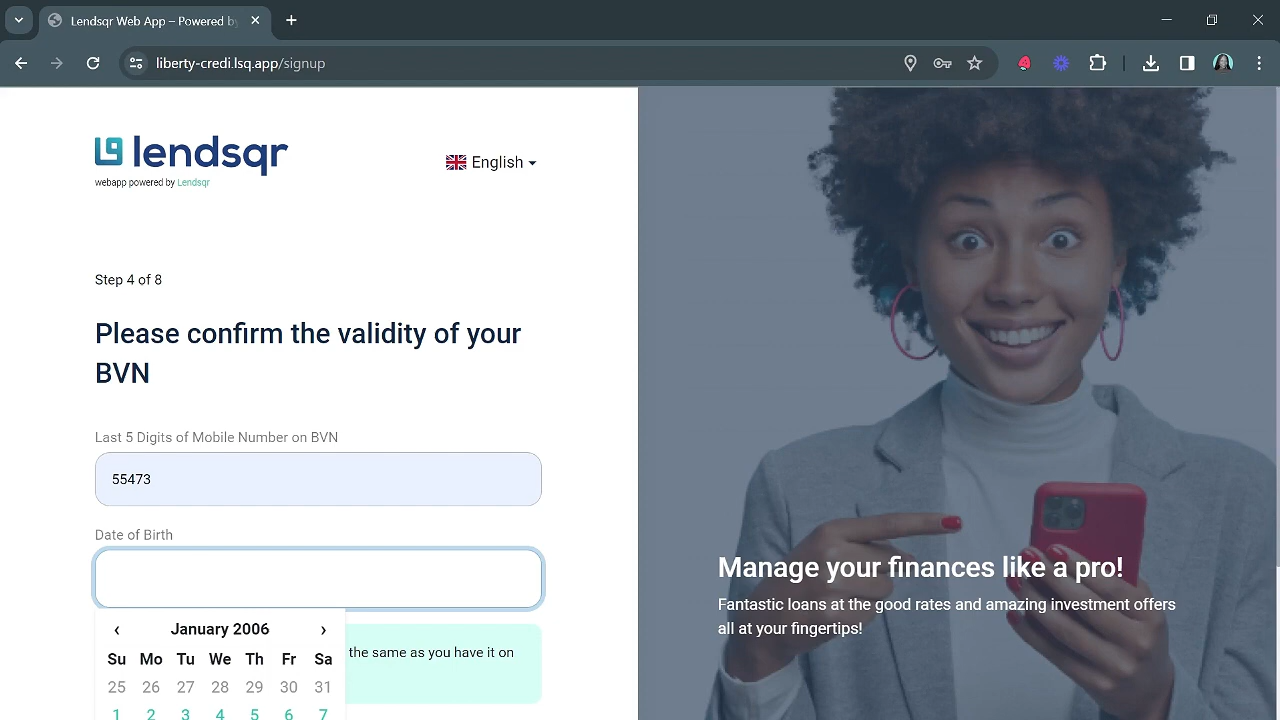 Lendsqr Web App – Powered by
liberty-credi.lsq.app/signup
lendsqr
webapp powered by Lendsqr
English
Step 4 of 8
Please confirm the validity of your
BVN
Last 5 Digits of Mobile Number on BVN
55473
Date of Birth
‹ January 2006 ›
Su Mo Tu We Th Fr Sa
25 26 27 28 29 30 31
1 2 3 4 5 6 7
the same as you have it on
Manage your finances like a pro!
Fantastic loans at the good rates and amazing investment offers
all at your fingertips!